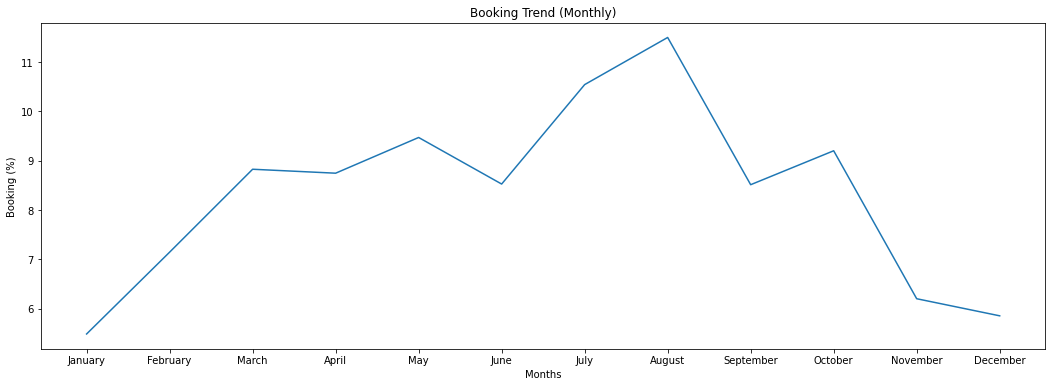 Booking Trend (Monthly)
Booking (%)
11
10
9
8
7
6
January February March April May June July August September October November December
Months